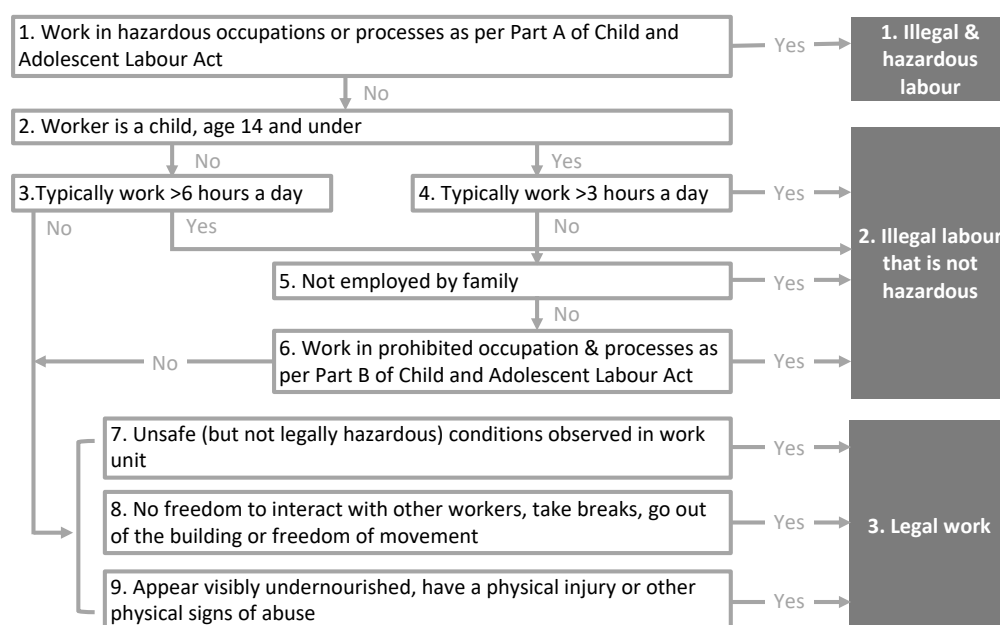 1. Work in hazardous occupations or processes as per Part A of Child and
Adolescent Labour Act
Yes
1. Illegal &
hazardous
labour
No
2. Worker is a child, age 14 and under
No
Yes
3.Typically work >6 hours a day
4. Typically work >3 hours a day
Yes
No
Yes
No
2. Illegal labour
that is not
hazardous
5. Not employed by family
Yes
No
6. Work in prohibited occupation & processes as
per Part B of Child and Adolescent Labour Act
No
Yes
7. Unsafe (but not legally hazardous) conditions observed in work
unit
Yes
8. No freedom to interact with other workers, take breaks, go out
of the building or freedom of movement
Yes
3. Legal work
9. Appear visibly undernourished, have a physical injury or other
physical signs of abuse
Yes